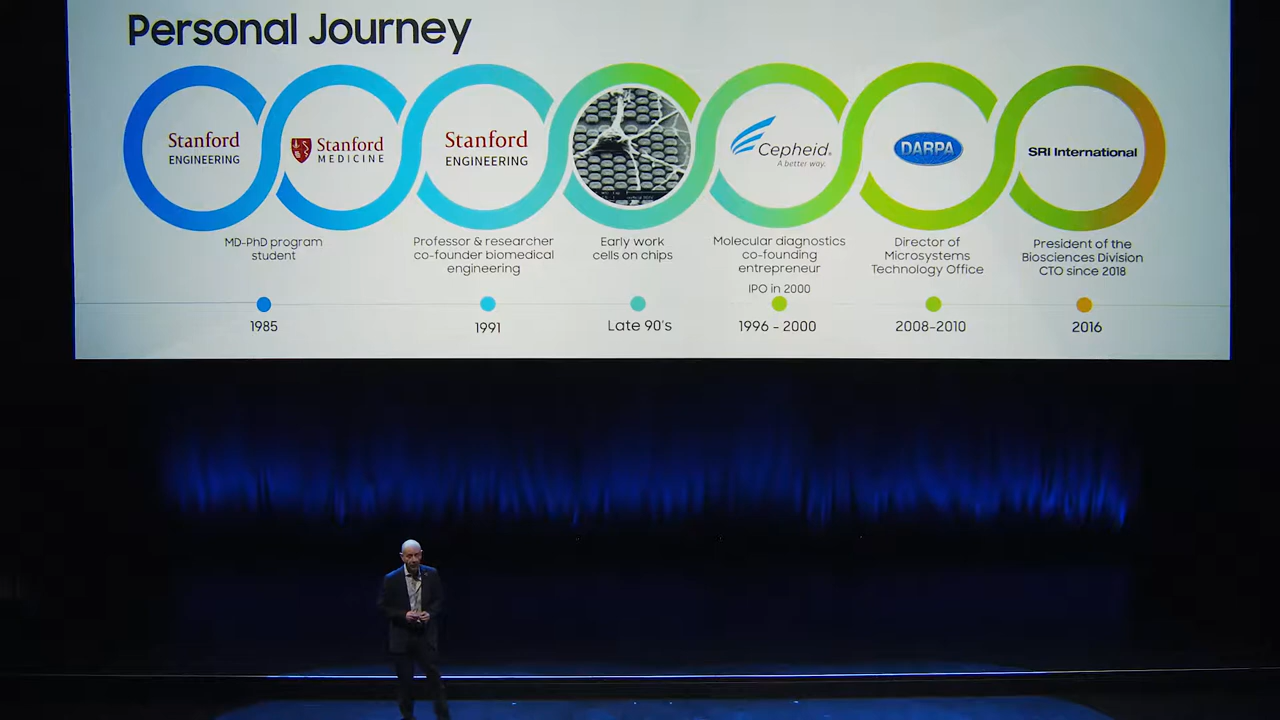 Personal Journey
Stanford
ENGINEERING
Stanford
MEDICINE
Stanford
ENGINEERING
Cepheid.
A better way.
DARPA
SRI International
MD-PhD program
student
Professor & researcher
co-founder biomedical
engineering
Early work
cells on chips
Molecular diagnostics
co-founding
entrepreneur
IPO in 2000
Director of
Microsystems
Technology Office
President of the
Biosciences Division
CTO since 2018
1985
1991
Late 90's
1996 - 2000
2008-2010
2016